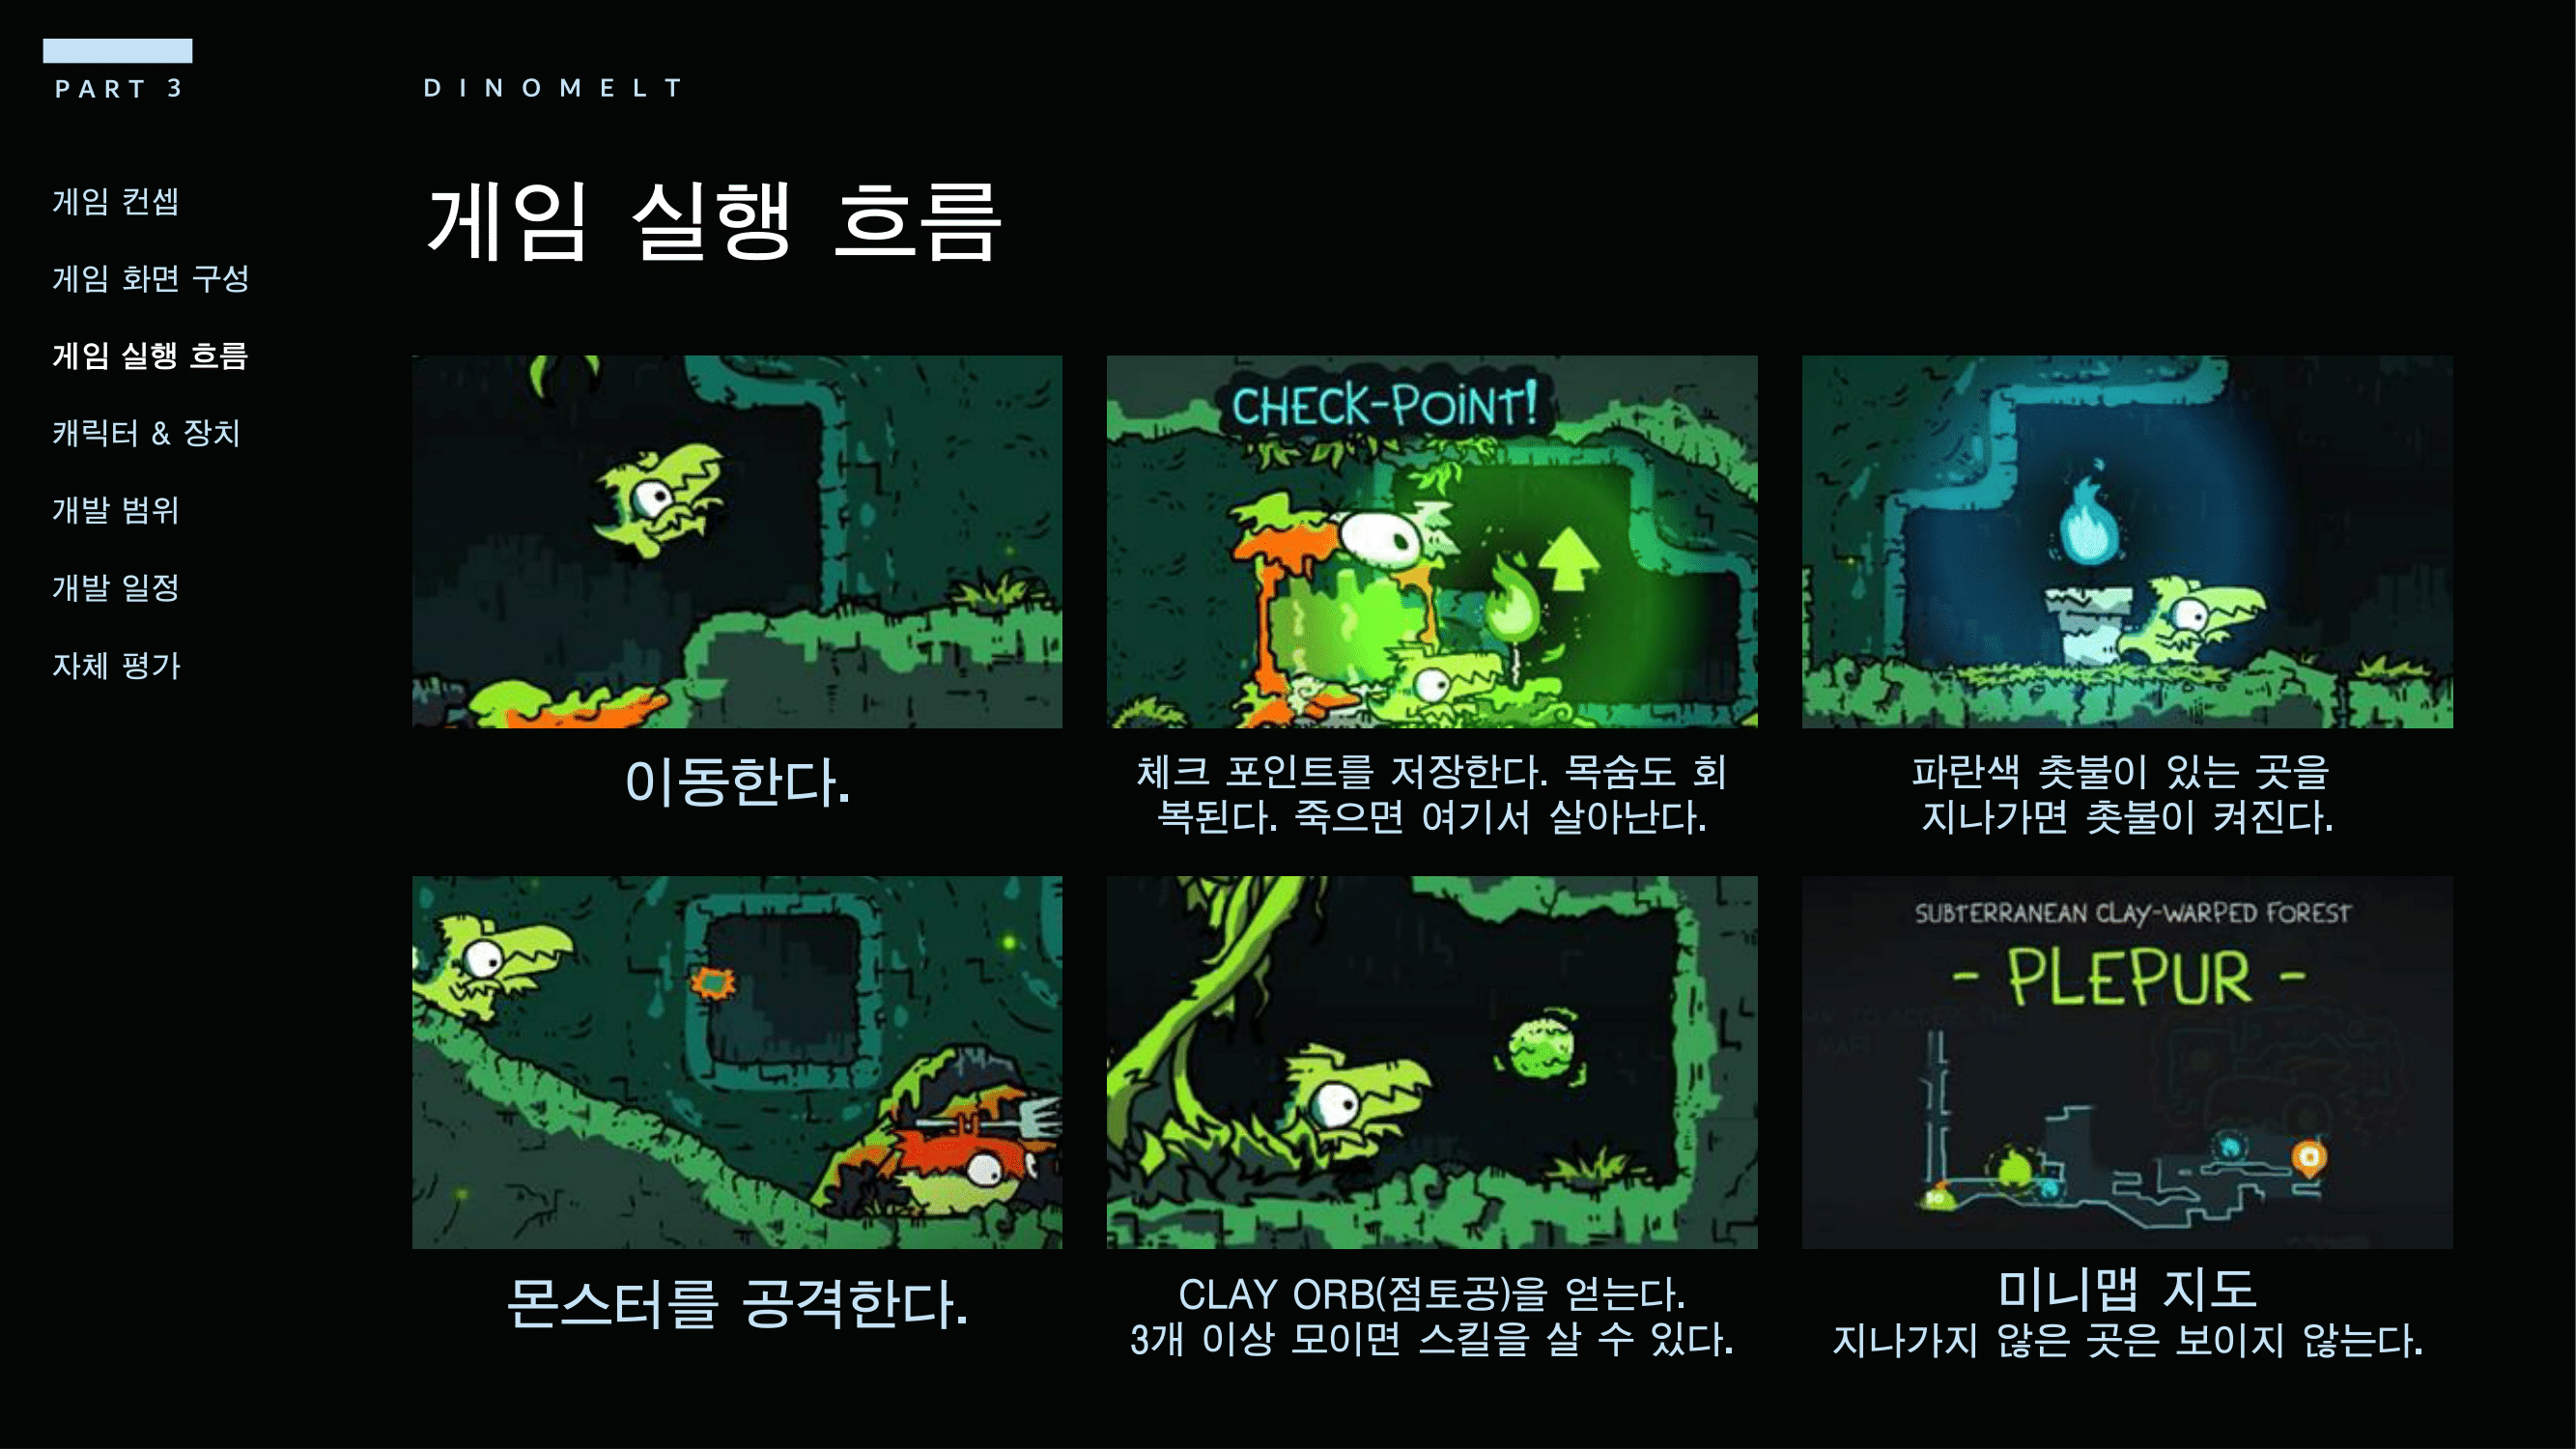 PART 3
DINOMELT
게임 컨셉
게임 화면 구성
게임 실행 흐름
캐릭터 & 장치
개발 범위
개발 일정
자체 평가
게임 실행 흐름
CHECK-POiNT!
이동한다.
체크 포인트를 저장한다. 목숨도 회
복된다. 죽으면 여기서 살아난다.
파란색 촛불이 있는 곳을
지나가면 촛불이 켜진다.
SUBTERRANEAN CLAY-WARPED FOREST
- PLEPUR -
몬스터를 공격한다.
CLAY ORB(점토공)을 얻는다.
3개 이상 모이면 스킬을 살 수 있다.
미니맵 지도
지나가지 않은 곳은 보이지 않는다.